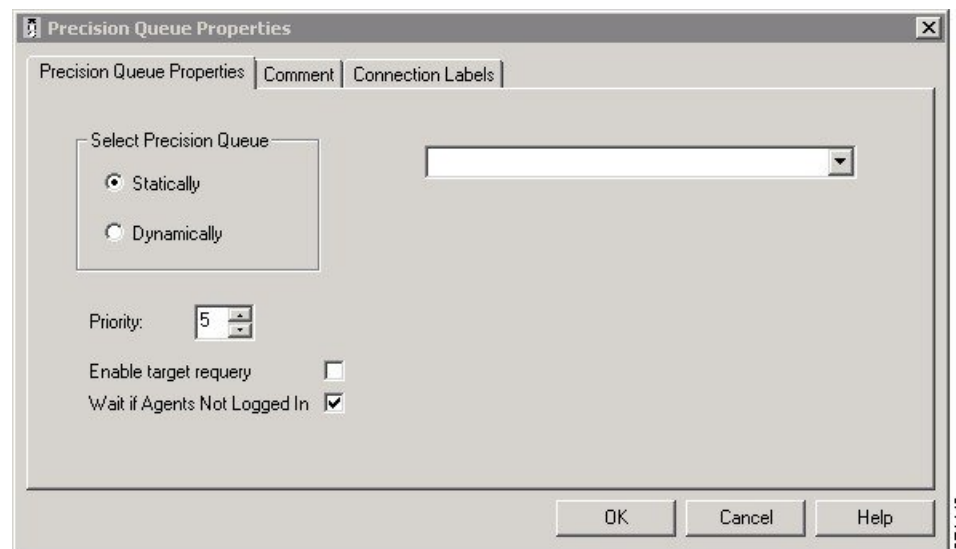 Precision Queue Properties
Precision Queue Properties Comment Connection Labels
Select Precision Queue
Statically
Dynamically
Priority: 5
Enable target requery
Wait if Agents Not Logged In
OK Cancel Help